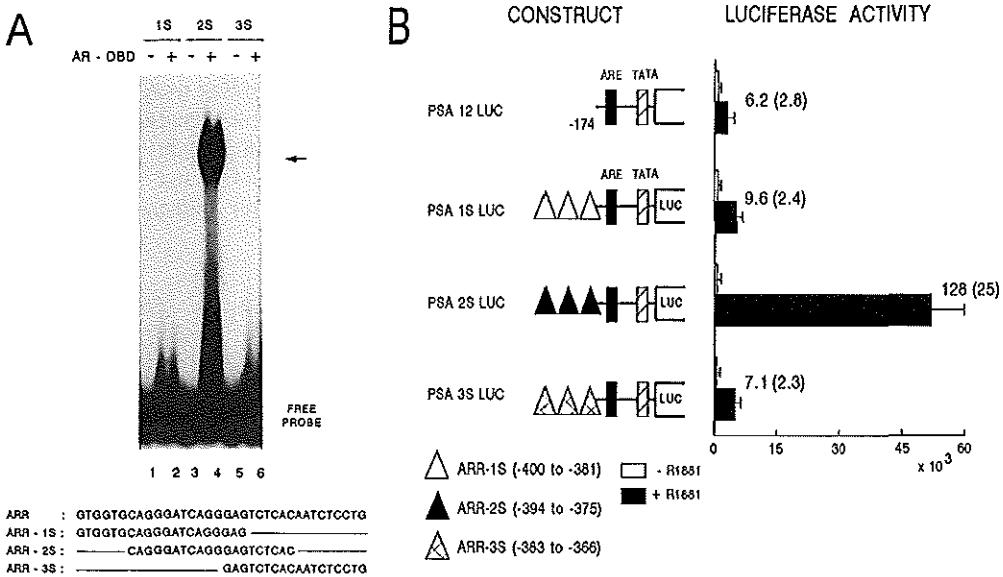 A
1S 2S 3S
AR - DBD - + - + - +
FREE
PROBE
1 2 3 4 5 6
ARR : GTGGTGCAGGGATCAGGGAGTCTCACAATCTCCTG
ARR - 1S : GTGGTGCAGGGATCAGGGAG
ARR - 2S : CAGGGATCAGGGAGTCTCAC
ARR - 3S : GAGTCTCACAATCTCCTG
B
CONSTRUCT LUCIFERASE ACTIVITY
ARE TATA
PSA 12 LUC
-174
6.2 (2.8)
ARE TATA
PSA 1S LUC
LUC
9.6 (2.4)
PSA 2S LUC
LUC
128 (25)
PSA 3S LUC
LUC
7.1 (2.3)
0 15 30 45 60
x 10³
ARR-1S (-400 to -381)
ARR-2S (-394 to -375)
ARR-3S (-383 to -366)
- R1881
+ R1881